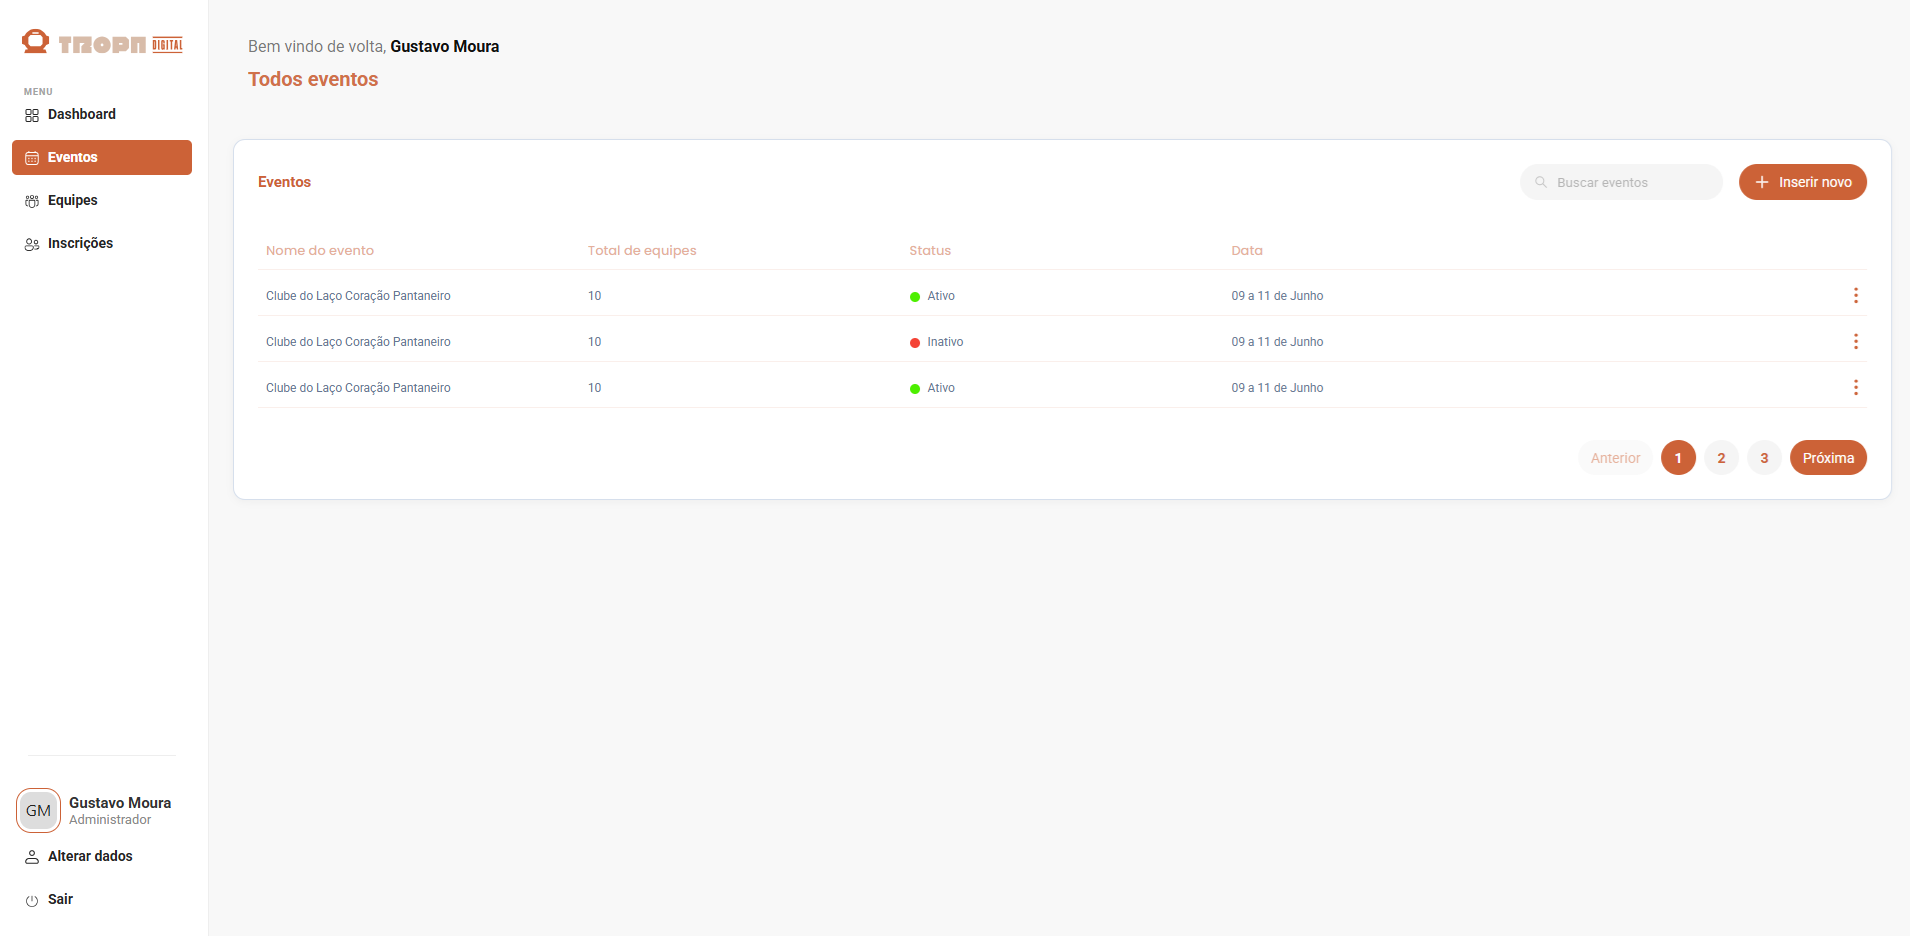 TROPA DIGITAL
MENU
Dashboard
Eventos
Equipes
Inscrições
GM
Gustavo Moura
Administrador
Alterar dados
Sair
Bem vindo de volta, Gustavo Moura
Todos eventos
Eventos
Buscar eventos
Inserir novo
Nome do evento Total de equipes Status Data
Clube do Laço Coração Pantaneiro 10 Ativo 09 a 11 de Junho
Clube do Laço Coração Pantaneiro 10 Inativo 09 a 11 de Junho
Clube do Laço Coração Pantaneiro 10 Ativo 09 a 11 de Junho
Anterior 1 2 3 Próxima